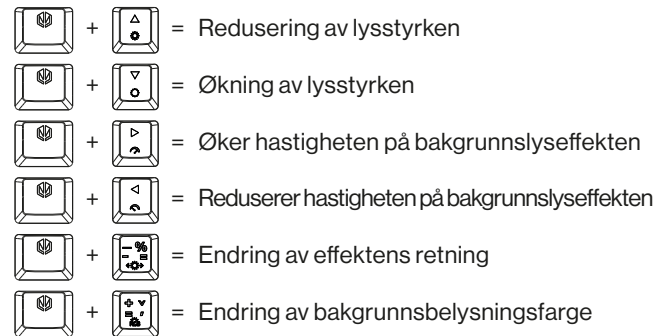 + = Redusering av lysstyrken
+ = Økning av lysstyrken
+ = Øker hastigheten på bakgrunnslyseffekten
+ = Reduserer hastigheten på bakgrunnslyseffekten
+ = Endring av effektens retning
+ = Endring av bakgrunnsbelysningsfarge